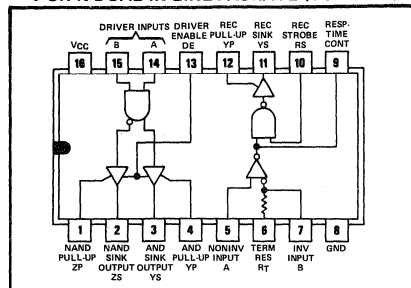 DRIVER INPUTS
DRIVER ENABLE DE
REC PULL-UP YP
REC SINK YS
REC STROBE RS
RESP-TIME CONT
VCC
B
A
16 15 14 13 12 11 10 9
1 2 3 4 5 6 7 8
NAND PULL-UP ZP
NAND SINK OUTPUT ZS
AND SINK OUTPUT YS
AND PULL-UP YP
NONINV INPUT A
TERM RES RT
INV INPUT B
GND